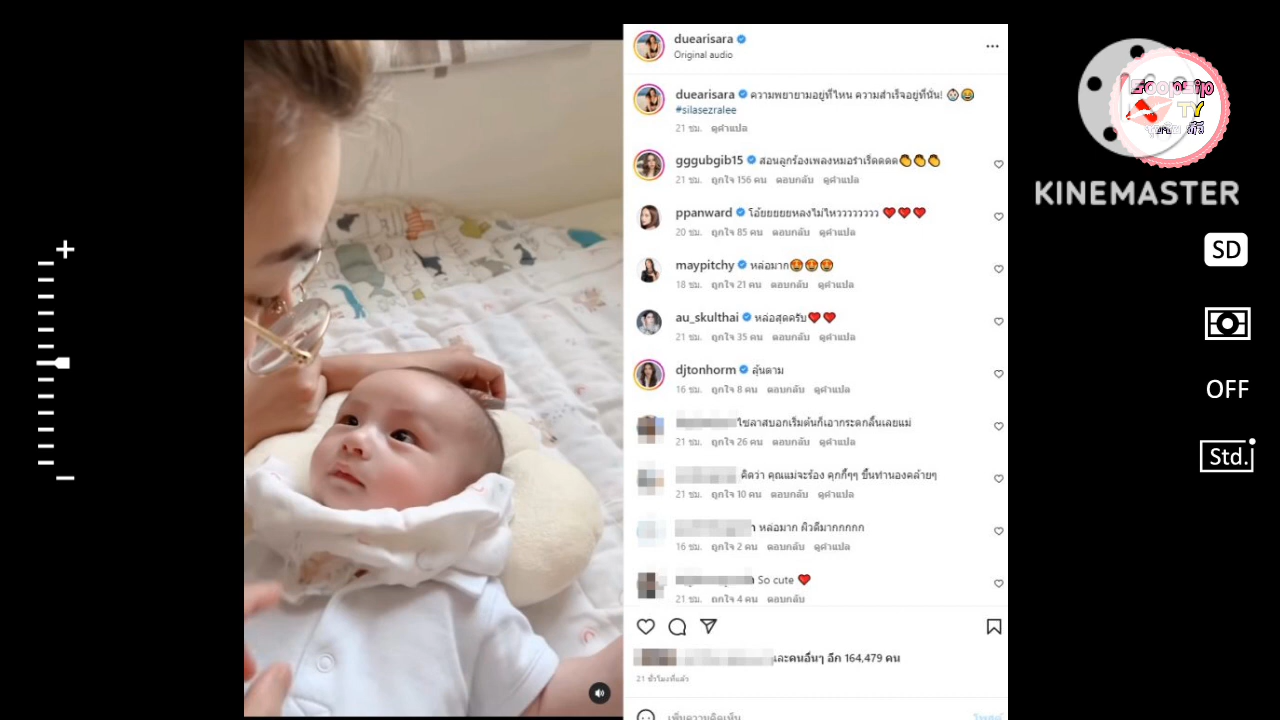 duearisara
Original audio
duearisara ความพยายามอยู่ที่ไหน ความสำเร็จอยู่ที่นั่น! 👶🏻😂
#silasezralee
21 ชม. ดูคำแปล
gggubgib15 สอนลูกร้องเพลงหมอรำเร็ดดดด👏👏👏
21 ชม. ถูกใจ 156 คน ตอบกลับ ดูคำแปล
ppanward โอ้ยยยยยหลงไม่ไหวววววววว ❤️❤️❤️
20 ชม. ถูกใจ 85 คน ตอบกลับ ดูคำแปล
maypitchy หล่อมาก😍😍😍
18 ชม. ถูกใจ 21 คน ตอบกลับ ดูคำแปล
au_skulthai หล่อสุดครับ❤️❤️
21 ชม. ถูกใจ 35 คน ตอบกลับ ดูคำแปล
djtonhorm ลุ้นตาม
16 ชม. ถูกใจ 8 คน ตอบกลับ ดูคำแปล
ไซลาสบอกเริ่มต้นก็เอากระดกลิ้นเลยแม่
21 ชม. ถูกใจ 26 คน ตอบกลับ ดูคำแปล
คิดว่า คุณแม่จะร้อง คุกกี้ๆๆ ขึ้นทำนองคล้ายๆ
21 ชม. ถูกใจ 10 คน ตอบกลับ ดูคำแปล
หล่อมาก ผิวดีมากกกกก
16 ชม. ถูกใจ 2 คน ตอบกลับ ดูคำแปล
So cute ❤️
21 ชม. ถูกใจ 4 คน ตอบกลับ
และคนอื่นๆ อีก 164,479 คน
21 ชั่วโมงที่แล้ว
เพิ่มความคิดเห็น
โพสต์
TV
KINEMASTER
SD
OFF
Std.